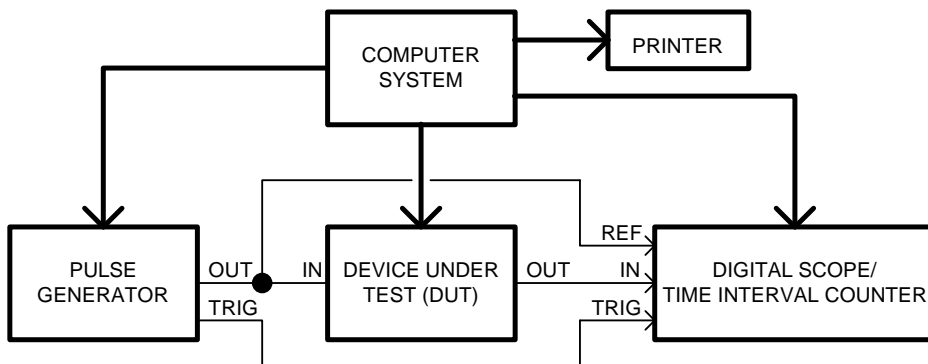 COMPUTER
SYSTEM
PRINTER
PULSE
GENERATOR
OUT
TRIG
IN
DEVICE UNDER
TEST (DUT)
OUT
REF
IN
TRIG
DIGITAL SCOPE/
TIME INTERVAL COUNTER